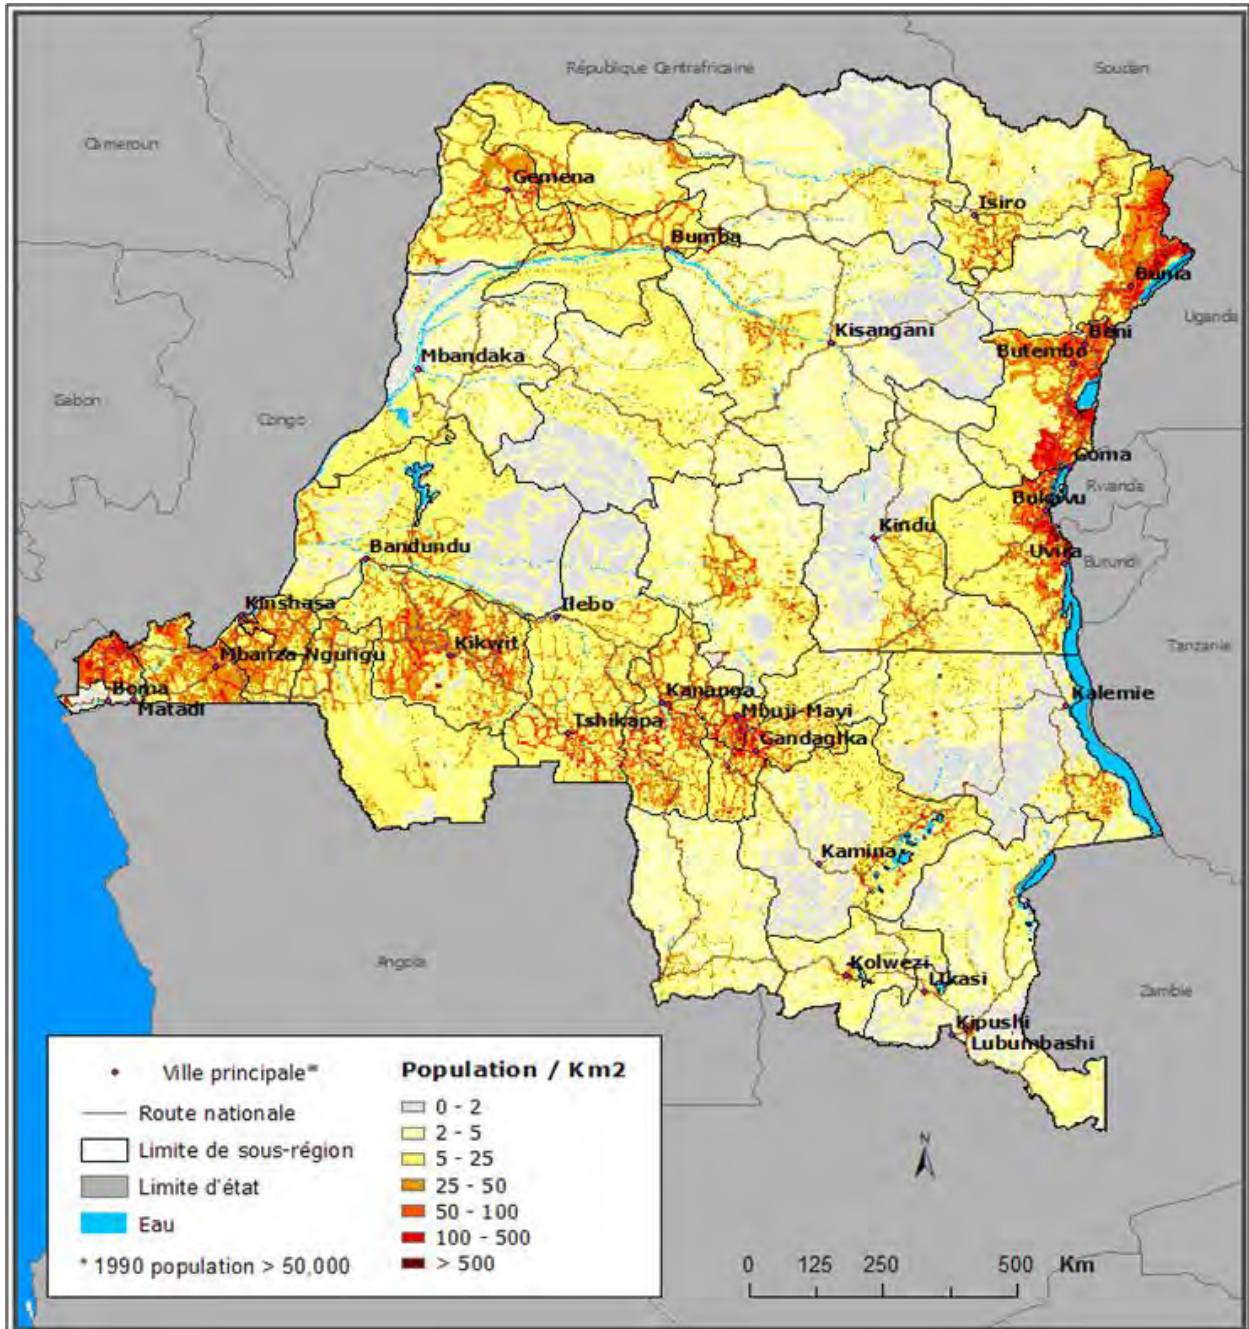 République Centrafricaine
Soudan
Cameroun
Gemena
Isiro
Bumba
Bunia
Uganda
Kisangani
Beni
Butembo
Mbandaka
Gabon
Congo
Goma
Rwanda
Bukavu
Kindu
Bandundu
Uvira
Burundi
Kinshasa
Ilebo
Tanzanie
Kikwit
Mbanza-Ngungu
Boma
Matadi
Kananga
Kalemie
Mbuji-Mayi
Tshikapa
Gandagika
Kamina
Angola
Kolwezi
Likasi
Zambie
Kipushi
Lubumbashi
Ville principale*
Route nationale
Limite de sous-région
Limite d'état
Eau
* 1990 population > 50,000
Population / Km2
0 - 2
2 - 5
5 - 25
25 - 50
50 - 100
100 - 500
> 500
N
0 125 250 500 Km